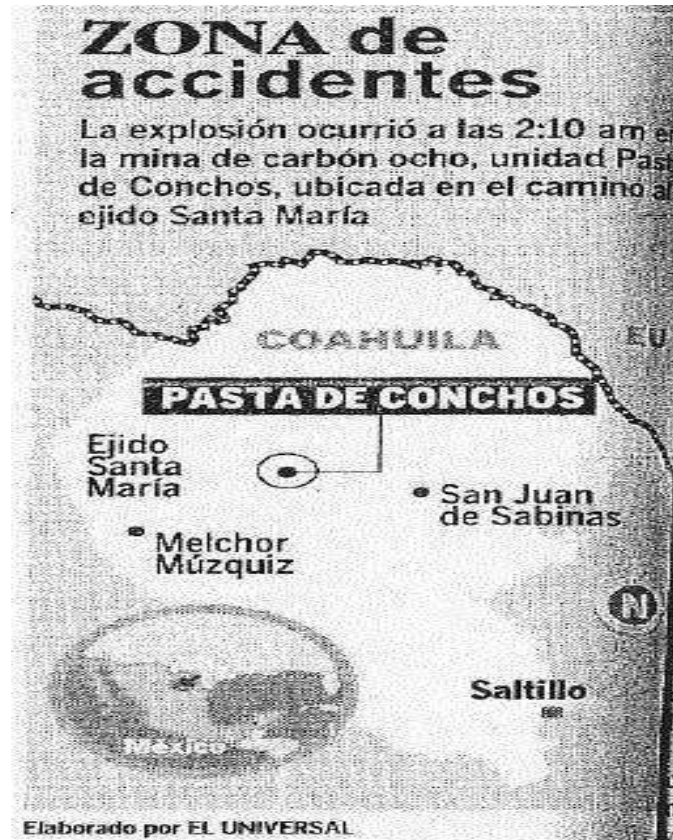 ZONA de
accidentes
La explosión ocurrió a las 2:10 am
la mina de carbón ocho, unidad
de Conchos, ubicada en el camino
ejido Santa María
COAHUILA
EU
PASTA DE CONCHOS
Ejido
Santa
María
San Juan
de Sabinas
Melchor
Múzquiz
N
Saltillo
México
Elaborado por EL UNIVERSAL